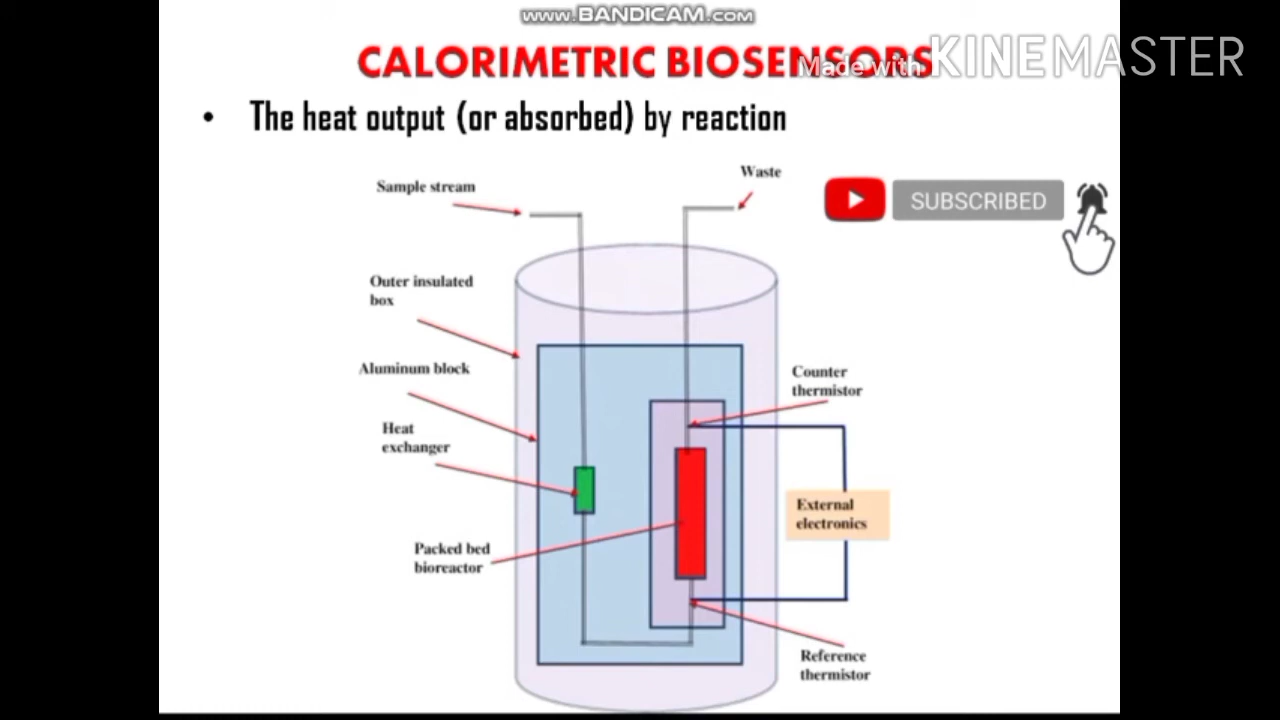 www.BANDICAM.com
CALORIMETRIC BIOSENSORS
Made with KINEMASTER
• The heat output (or absorbed) by reaction
Sample stream
Waste
SUBSCRIBED
Outer insulated
box
Aluminum block
Counter
thermistor
Heat
exchanger
External
electronics
Packed bed
bioreactor
Reference
thermistor